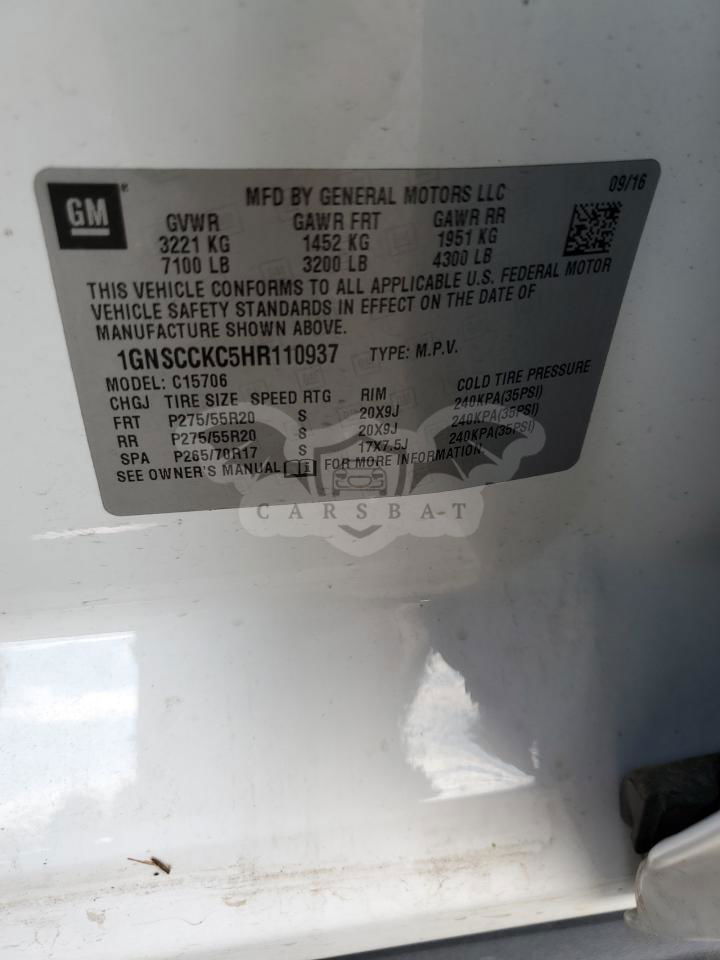 GM
MFD BY GENERAL MOTORS LLC 09/16
GVWR GAWR FRT GAWR RR
3221 KG 1452 KG 1951 KG
7100 LB 3200 LB 4300 LB
THIS VEHICLE CONFORMS TO ALL APPLICABLE U.S. FEDERAL MOTOR
VEHICLE SAFETY STANDARDS IN EFFECT ON THE DATE OF
MANUFACTURE SHOWN ABOVE.
1GNSCCKC5HR110937 TYPE: M.P.V.
MODEL: C15706
CHGJ TIRE SIZE SPEED RTG RIM COLD TIRE PRESSURE
FRT P275/55R20 S 20X9J 240KPA(35PSI)
RR P275/55R20 S 20X9J 240KPA(35PSI)
SPA P265/70R17 S 17X7.5J 240KPA(35PSI)
SEE OWNER'S MANUAL FOR MORE INFORMATION.
CARSBA-T